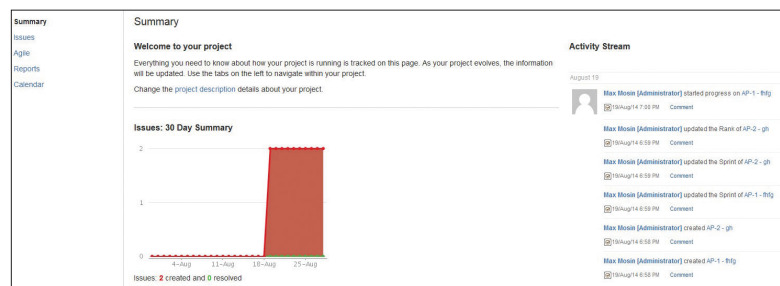 Summary
Issues
Agile
Reports
Calendar
Summary
Welcome to your project
Everything you need to know about how your project is running is tracked on this page. As your project evolves, the information
will be updated. Use the tabs on the left to navigate within your project.
Change the project description details about your project.
Issues: 30 Day Summary
2
1
0
4-Aug 11-Aug 18-Aug 25-Aug
Issues: 2 created and 0 resolved
Activity Stream
August 19
Max Mosin [Administrator] started progress on AP-1 - fhfg
19/Aug/14 7:00 PM Comment
Max Mosin [Administrator] updated the Rank of AP-2 - gh
19/Aug/14 6:58 PM Comment
Max Mosin [Administrator] updated the Sprint of AP-2 - gh
19/Aug/14 6:58 PM Comment
Max Mosin [Administrator] updated the Sprint of AP-1 - fhfg
19/Aug/14 6:58 PM Comment
Max Mosin [Administrator] created AP-2 - gh
19/Aug/14 6:58 PM Comment
Max Mosin [Administrator] created AP-1 - fhfg
19/Aug/14 6:58 PM Comment